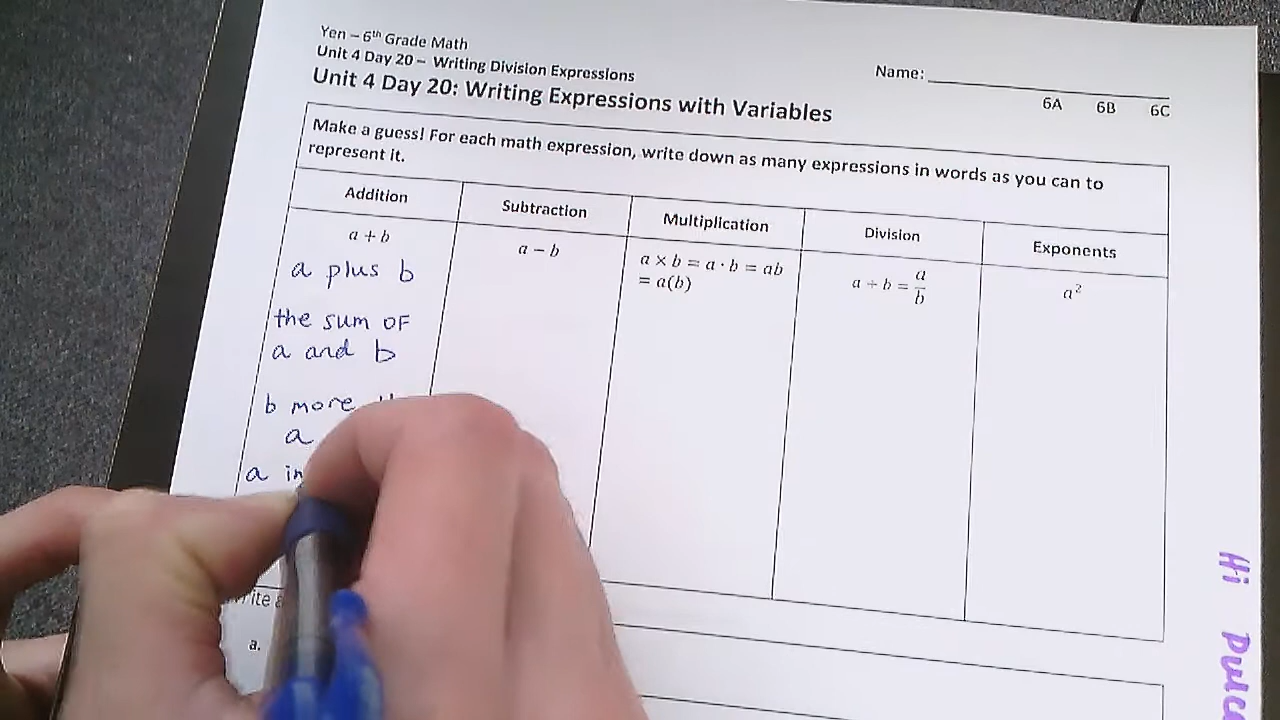 Yen – 6th Grade Math
Unit 4 Day 20 – Writing Division Expressions
Unit 4 Day 20: Writing Expressions with Variables
Name:
6A 6B 6C
Make a guess! For each math expression, write down as many expressions in words as you can to
represent it.
Addition
a + b
a plus b
the sum OF
a and b
b more
a
a in
Subtraction
a − b
Multiplication
a × b = a · b = ab
= a(b)
Division
a ÷ b = a/b
Exponents
a²
a.
Hi